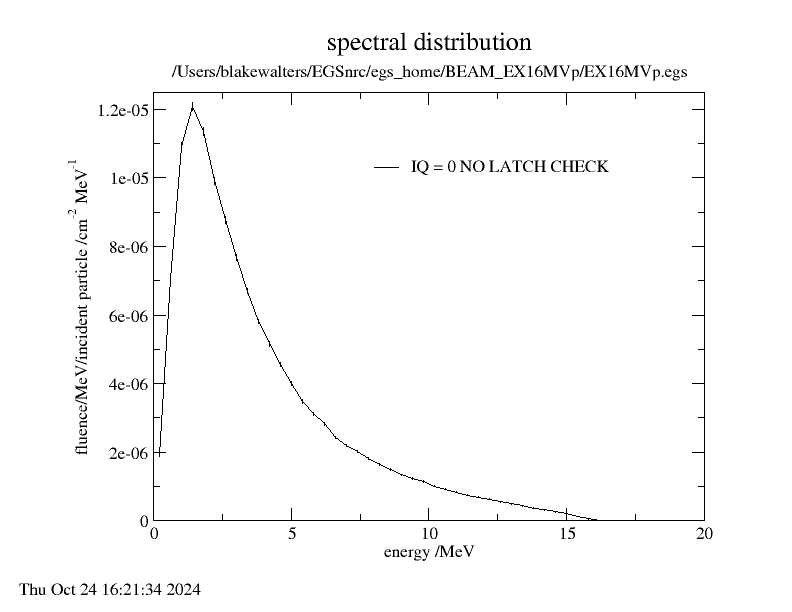 spectral distribution
/Users/blakewalters/EGSnrc/egs_home/BEAM_EX16MVp/EX16MVp.egs
IQ = 0 NO LATCH CHECK
fluence/MeV/incident particle /cm⁻² MeV⁻¹
1.2e-05
1e-05
8e-06
6e-06
4e-06
2e-06
0
0 5 10 15 20
energy /MeV
Thu Oct 24 16:21:34 2024